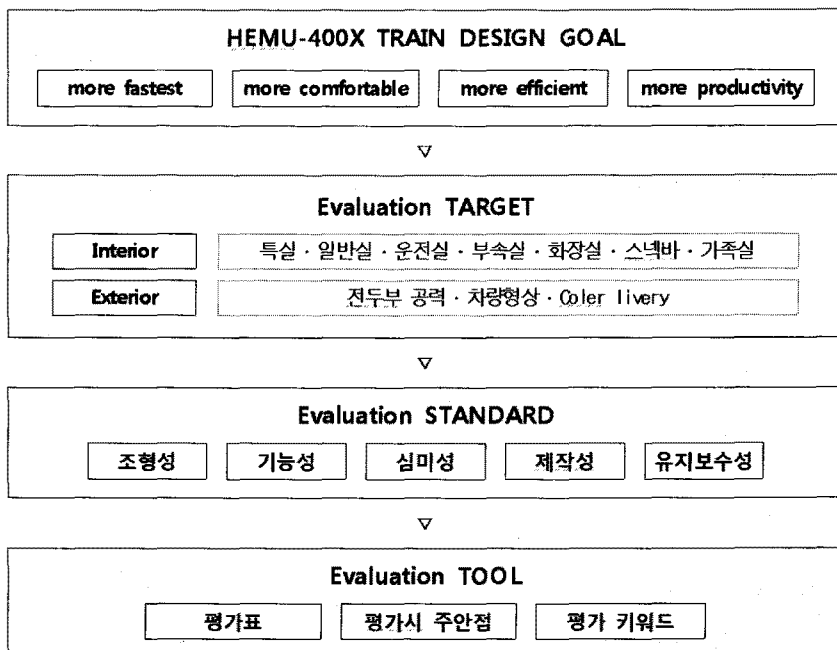 HEMU-400X TRAIN DESIGN GOAL
more fastest more comfortable more efficient more productivity
▽
Evaluation TARGET
Interior 특실 · 일반실 · 운전실 · 부속실 · 화장실 · 스넥바 · 가족실
Exterior 전두부 공력 · 차량형상 · Coler livery
▽
Evaluation STANDARD
조형성 기능성 심미성 제작성 유지보수성
▽
Evaluation TOOL
평가표 평가시 주안점 평가 키워드